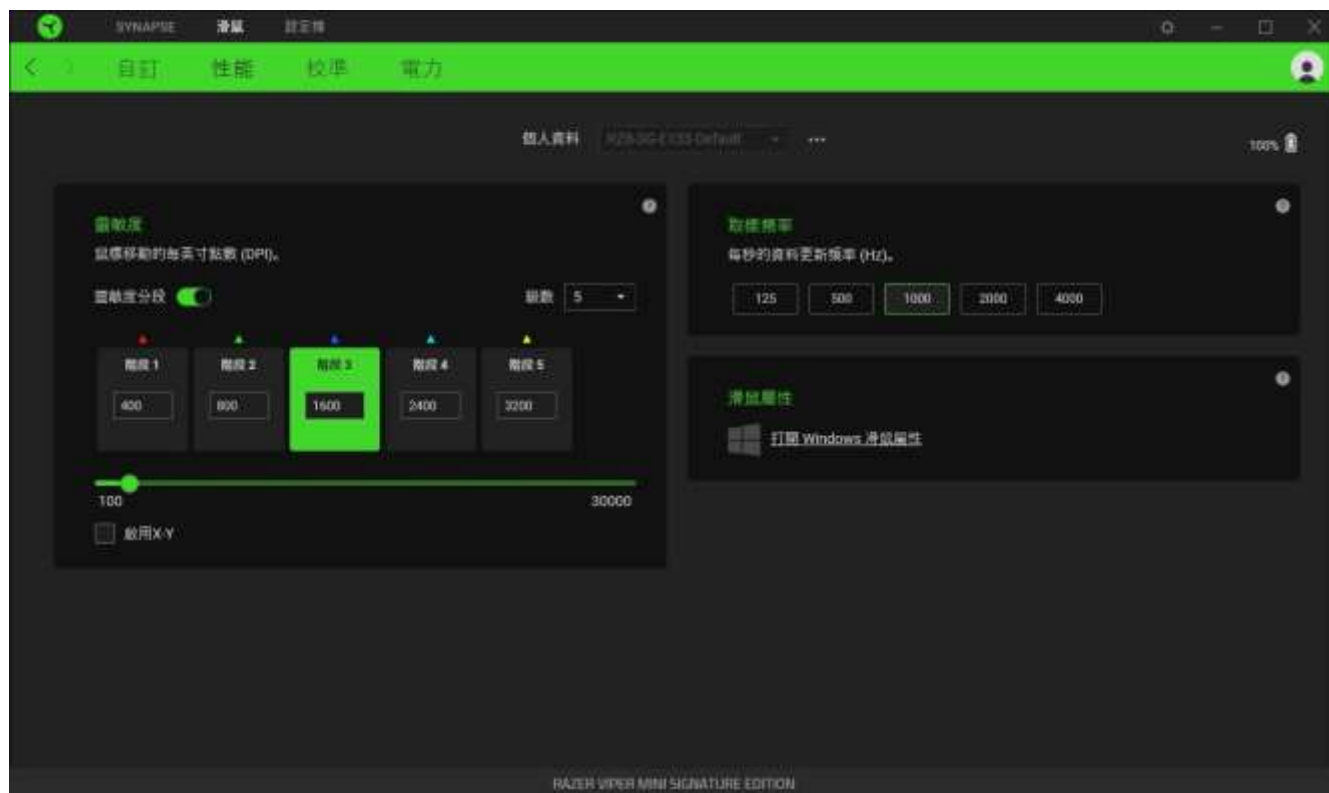 SYNAPSE 滑鼠 設定檔
自訂 性能 校準 電力
個人資料 ...
100%
靈敏度
鼠標移動的每英寸點數 (DPI)。
靈敏度分段 級數 5
階段 1 階段 2 階段 3 階段 4 階段 5
400 800 1600 2400 3200
100 30000
啟用X-Y
取樣頻率
每秒的資料更新頻率 (Hz)。
125 500 1000 2000 4000
滑鼠屬性
打開 Windows 滑鼠屬性
RAZER VIPER MINI SIGNATURE EDITION